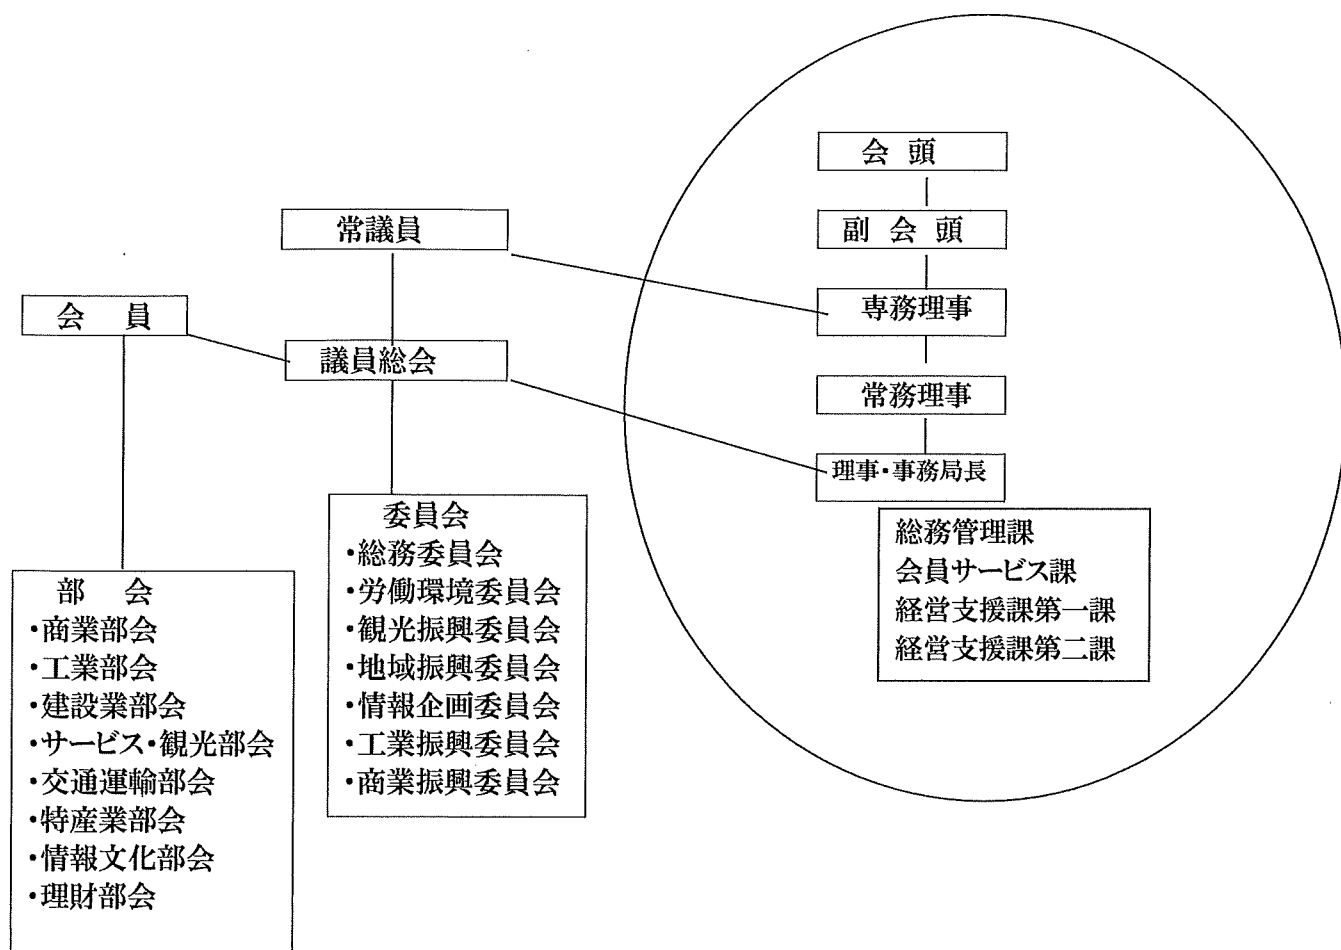 会頭
副会頭
専務理事
常務理事
理事・事務局長
総務管理課
会員サービス課
経営支援課第一課
経営支援課第二課
常議員
議員総会
委員会
・総務委員会
・労働環境委員会
・観光振興委員会
・地域振興委員会
・情報企画委員会
・工業振興委員会
・商業振興委員会
会員
部会
・商業部会
・工業部会
・建設業部会
・サービス・観光部会
・交通運輸部会
・特産業部会
・情報文化部会
・理財部会